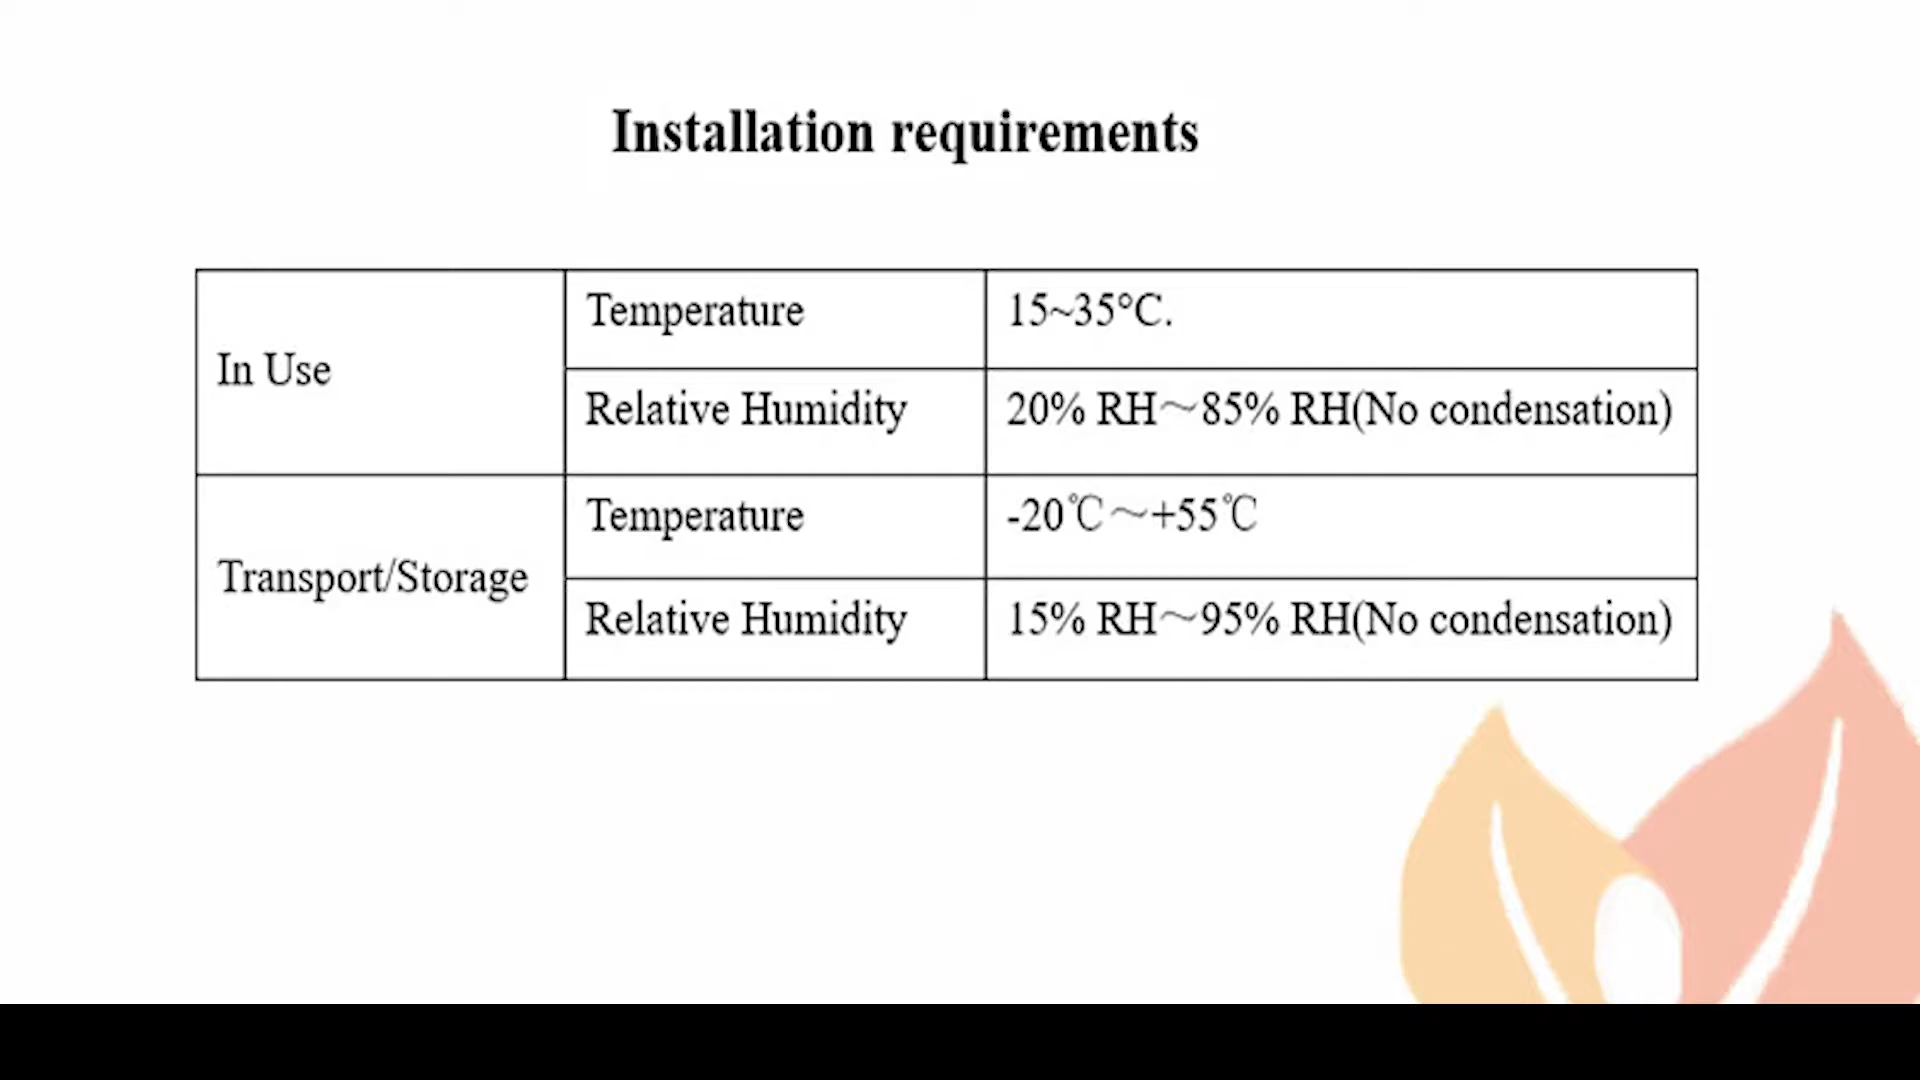 Installation requirements
In Use
Temperature
15~35°C.
Relative Humidity
20% RH～85% RH(No condensation)
Transport/Storage
Temperature
-20℃～+55℃
Relative Humidity
15% RH～95% RH(No condensation)